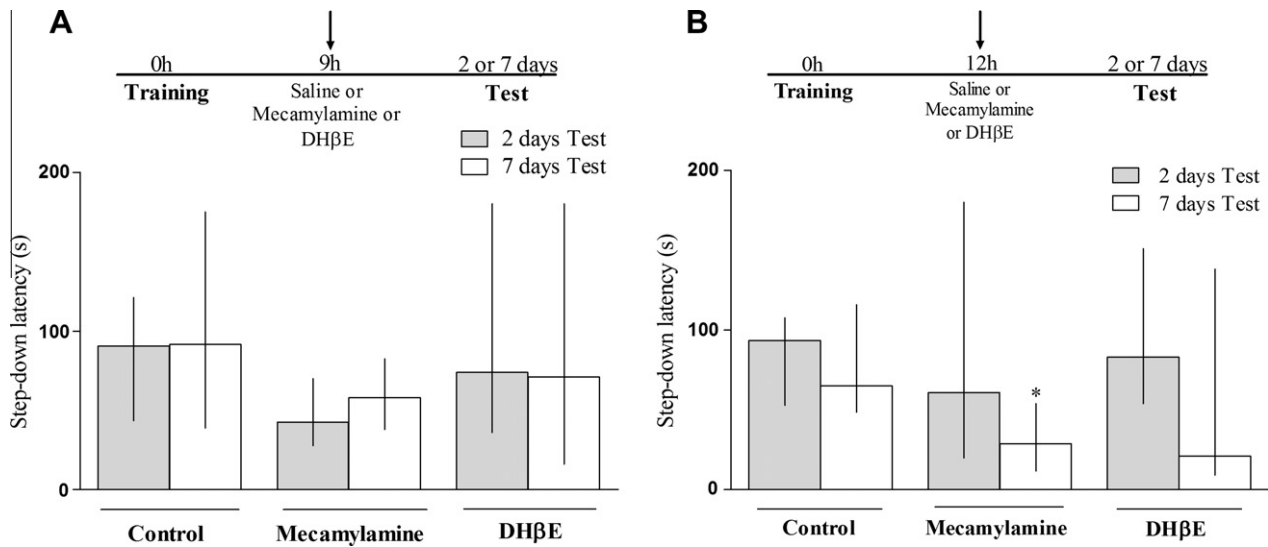 A
0h 9h 2 or 7 days
Training Saline or Mecamylamine or DHβE Test
2 days Test
7 days Test
200
100
0
Step-down latency (s)
Control Mecamylamine DHβE
B
0h 12h 2 or 7 days
Training Saline or Mecamylamine or DHβE Test
2 days Test
7 days Test
200
100
0
Step-down latency (s)
*
Control Mecamylamine DHβE